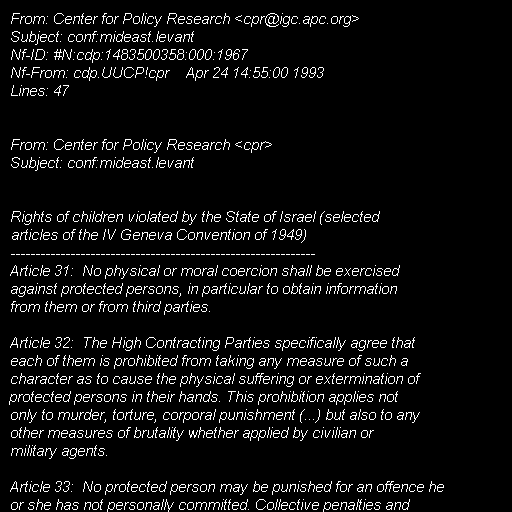 From: Center for Policy Research <cpr@igc.apc.org>
Subject: conf.mideast.levant
Nf-ID: #N:cdp:1483500358:000:1967
Nf-From: cdp.UUCP!cpr    Apr 24 14:55:00 1993
Lines: 47

From: Center for Policy Research <cpr>
Subject: conf.mideast.levant

Rights of children violated by the State of Israel (selected
articles of the IV Geneva Convention of 1949)
-------------------------------------------------------------
Article 31:  No physical or moral coercion shall be exercised
against protected persons, in particular to obtain information
from them or from third parties.

Article 32:  The High Contracting Parties specifically agree that
each of them is prohibited from taking any measure of such a
character as to cause the physical suffering or extermination of
protected persons in their hands. This prohibition applies not
only to murder, torture, corporal punishment (...) but also to any
other measures of brutality whether applied by civilian or
military agents.

Article 33:  No protected person may be punished for an offence he
or she has not personally committed. Collective penalties and